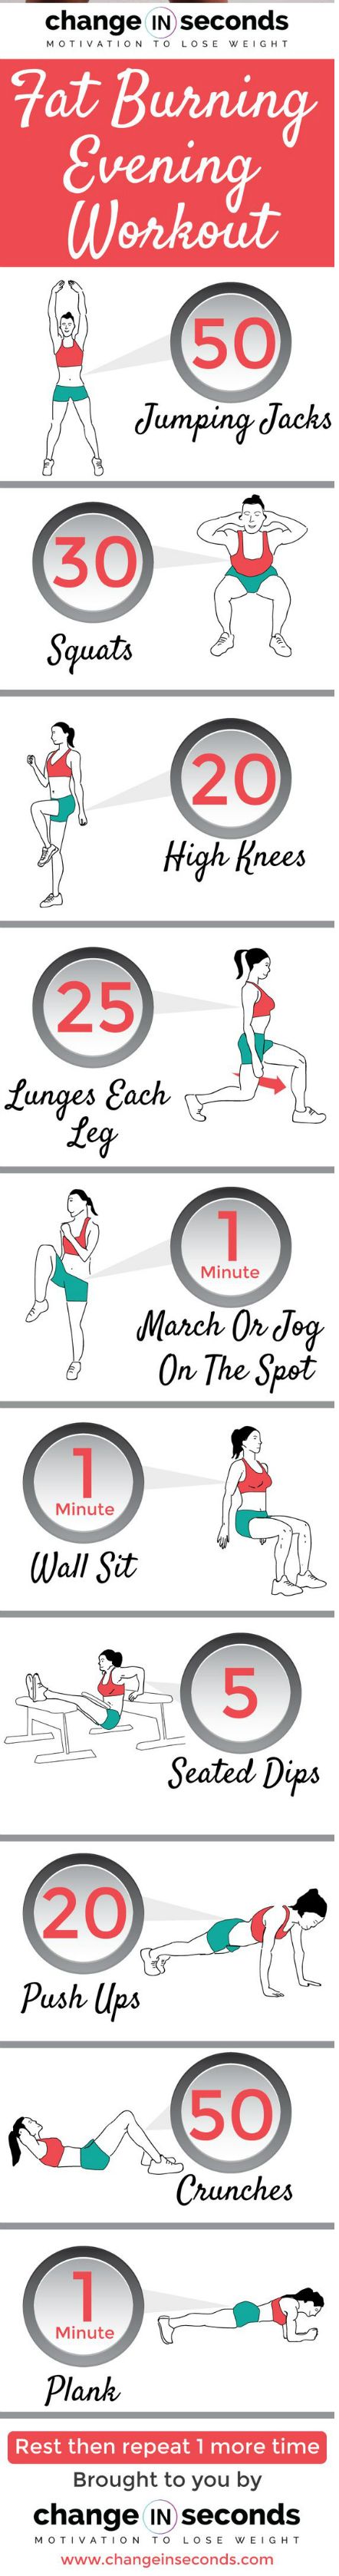 change IN seconds
MOTIVATION TO LOSE WEIGHT
Fat Burning
Evening
Workout
50
Jumping Jacks
30
Squats
20
High Knees
25
Lunges Each
Leg
1
Minute
March Or Jog
On The Spot
1
Minute
Wall Sit
5
Seated Dips
20
Push Ups
50
Crunches
1
Minute
Plank
Rest then repeat 1 more time
Brought to you by
change IN seconds
MOTIVATION TO LOSE WEIGHT
www.changeinseconds.com